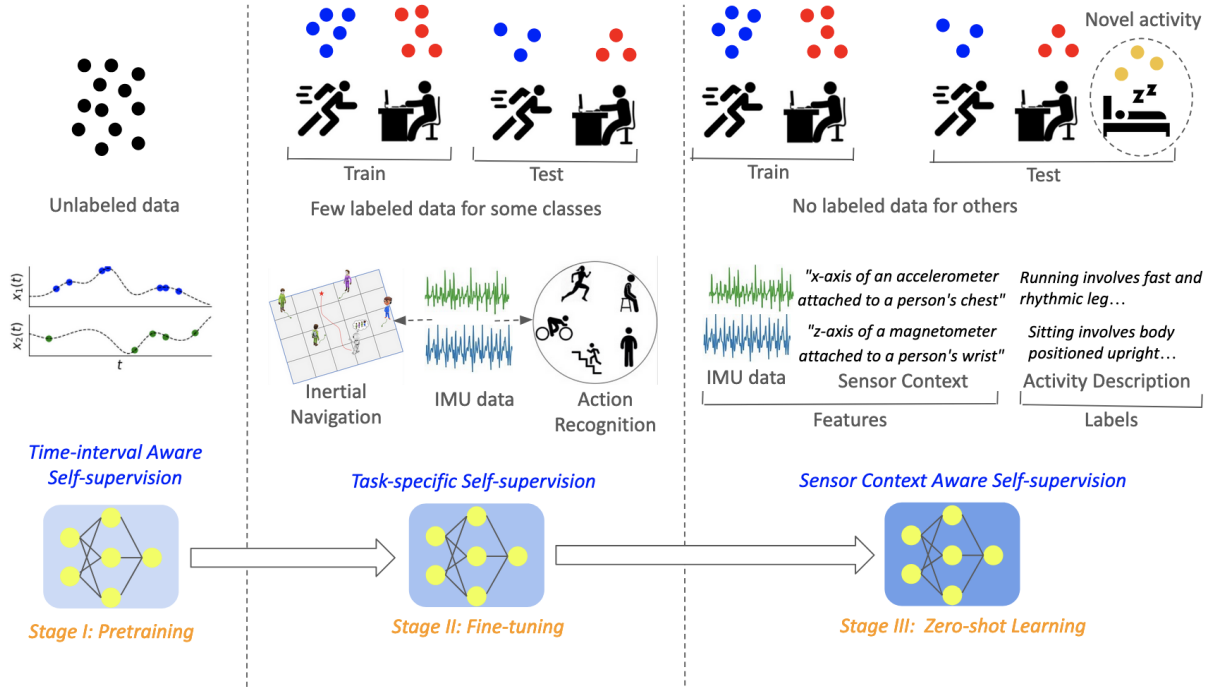 Unlabeled data
x₁(t)
x₂(t)
t
Time-interval Aware
Self-supervision
Stage I: Pretraining
Train
Test
Few labeled data for some classes
Inertial
Navigation
IMU data
Action
Recognition
Task-specific Self-supervision
Stage II: Fine-tuning
Novel activity
z z
Train
Test
No labeled data for others
"x-axis of an accelerometer
attached to a person's chest"
Running involves fast and
rhythmic leg…
"z-axis of a magnetometer
attached to a person's wrist"
Sitting involves body
positioned upright…
IMU data
Sensor Context
Activity Description
Features
Labels
Sensor Context Aware Self-supervision
Stage III: Zero-shot Learning